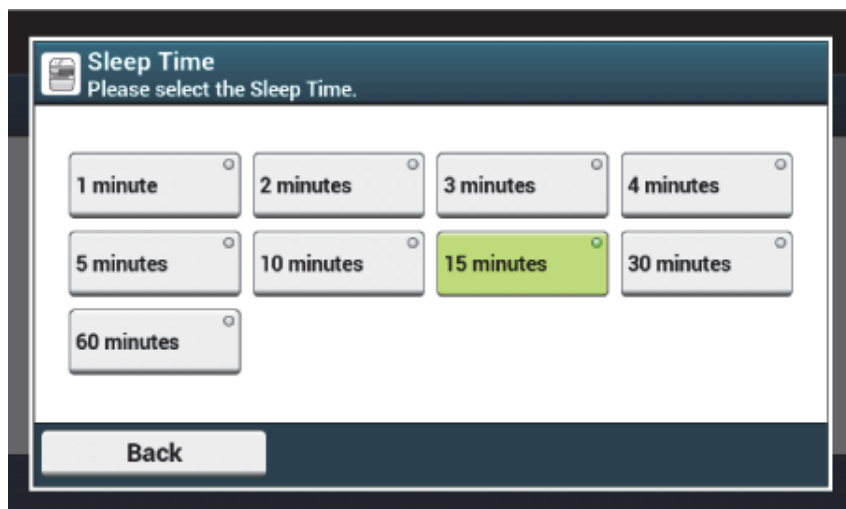 Sleep Time
Please select the Sleep Time.
1 minute
2 minutes
3 minutes
4 minutes
5 minutes
10 minutes
15 minutes
30 minutes
60 minutes
Back